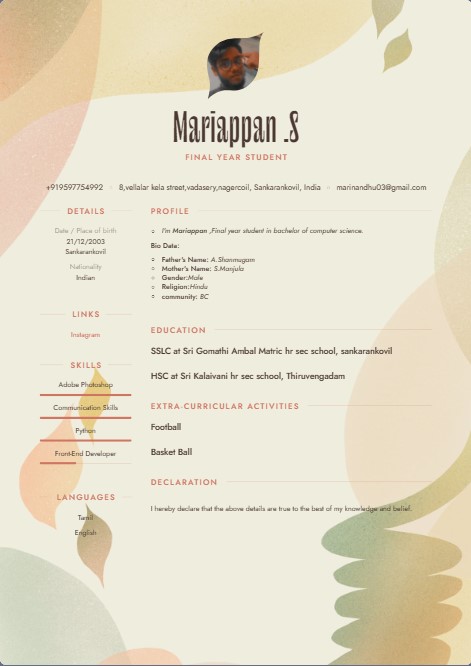 Mariappan .S
FINAL YEAR STUDENT
+919597754992 ◦ 8,vellalar kela street,vadasery,nagercoil, Sankarankovil, India ◦ marinandhu03@gmail.com
DETAILS
Date / Place of birth
21/12/2003
Sankarankovil
Nationality
Indian
LINKS
Instagram
SKILLS
Adobe Photoshop
Communication Skills
Python
Front-End Developer
LANGUAGES
Tamil
English
PROFILE
◦ I'm Mariappan ,Final year student in bachelor of computer science.
Bio Date:
◦ Father's Name: A.Shanmugam
◦ Mother's Name: S.Manjula
◦ Gender:Male
◦ Religion:Hindu
◦ community: BC
EDUCATION
SSLC at Sri Gomathi Ambal Matric hr sec school, sankarankovil
HSC at Sri Kalaivani hr sec school, Thiruvengadam
EXTRA-CURRICULAR ACTIVITIES
Football
Basket Ball
DECLARATION
I hereby declare that the above details are true to the best of my knowledge and belief.